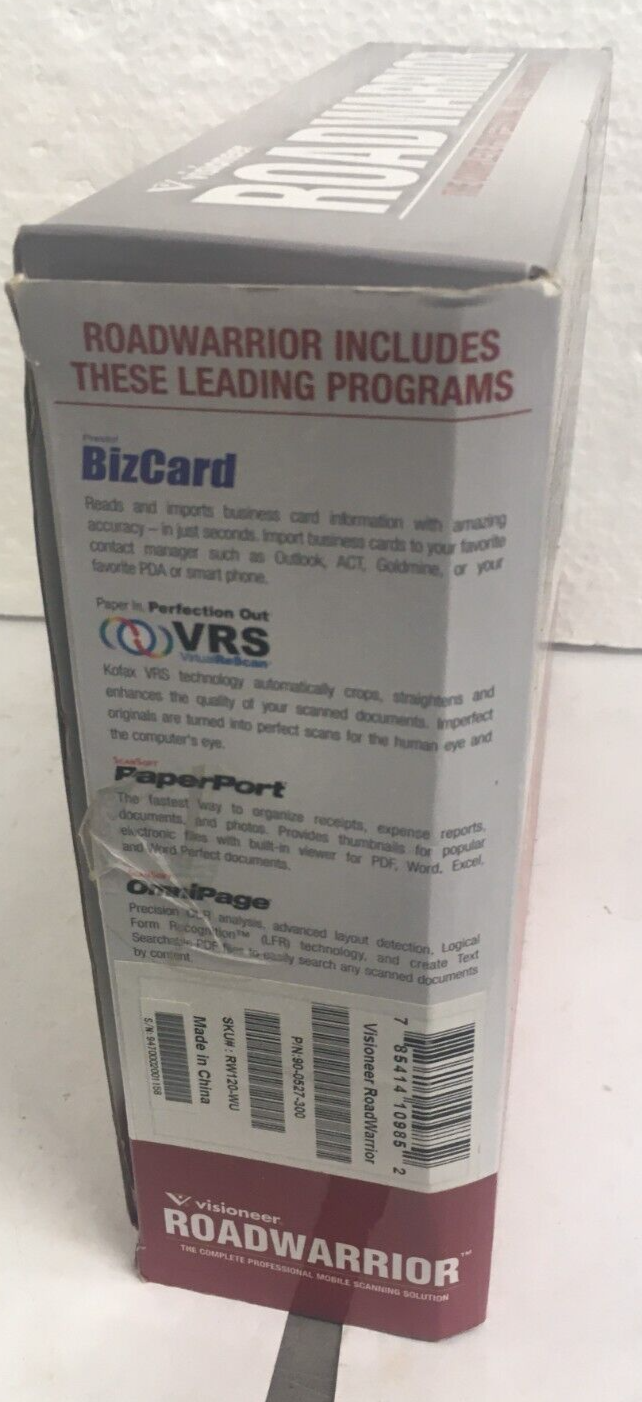 visioneer
ROADWARRIOR
ROADWARRIOR INCLUDES
THESE LEADING PROGRAMS
Presto!
BizCard
Reads and imports business card information with amazing
accuracy – in just seconds. Import business cards to your favorite
contact manager such as Outlook, ACT, Goldmine, or your
favorite PDA or smart phone.
Paper In. Perfection Out
VRS
VirtualReScan
Kofax VRS technology automatically crops, straightens and
enhances the quality of your scanned documents. Imperfect
originals are turned into perfect scans for the human eye and
the computer's eye.
ScanSoft
PaperPort
The fastest way to organize receipts, expense reports,
documents, and photos. Provides thumbnails for popular
electronic files with built-in viewer for PDF, Word, Excel,
and Word Perfect documents.
OmniPage
Precision OCR analysis, advanced layout detection, Logical
Form Recognition™ (LFR) technology, and create Text
Searchable PDF files to easily search any scanned documents
by content.
7 85414 10985 2
Visioneer RoadWarrior
P/N:90-0527-300
SKU#: RW120-WU
Made in China
visioneer
ROADWARRIOR™
THE COMPLETE PROFESSIONAL MOBILE SCANNING SOLUTION